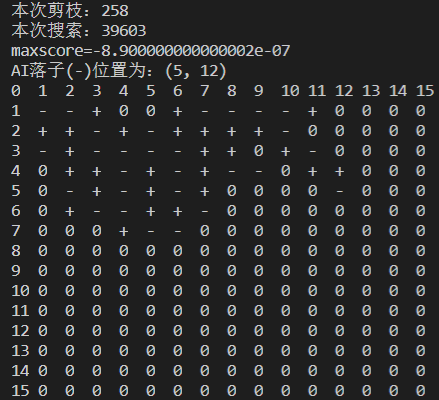 本次剪枝：258
本次搜索：39603
maxscore=-8.900000000000002e-07
AI落子(-)位置为：(5, 12)
0 1 2 3 4 5 6 7 8 9 10 11 12 13 14 15
1 - - + 0 0 + - - - - + 0 0 0 0
2 + + - + - + + + + - 0 0 0 0 0
3 - + - - - - + + 0 + - 0 0 0 0
4 0 + + - + - + - - 0 + + 0 0 0
5 0 - + - + - + 0 0 0 0 - 0 0 0
6 0 + - - + + - 0 0 0 0 0 0 0 0
7 0 0 0 + - - 0 0 0 0 0 0 0 0 0
8 0 0 0 0 0 0 0 0 0 0 0 0 0 0 0
9 0 0 0 0 0 0 0 0 0 0 0 0 0 0 0
10 0 0 0 0 0 0 0 0 0 0 0 0 0 0 0
11 0 0 0 0 0 0 0 0 0 0 0 0 0 0 0
12 0 0 0 0 0 0 0 0 0 0 0 0 0 0 0
13 0 0 0 0 0 0 0 0 0 0 0 0 0 0 0
14 0 0 0 0 0 0 0 0 0 0 0 0 0 0 0
15 0 0 0 0 0 0 0 0 0 0 0 0 0 0 0